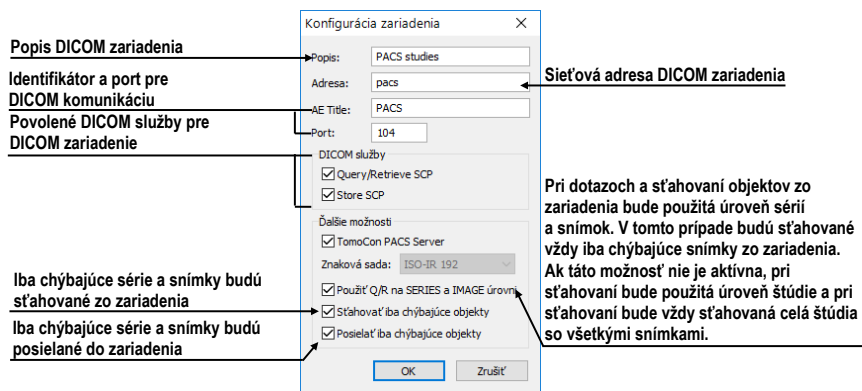 Popis DICOM zariadenia
Identifikátor a port pre
DICOM komunikáciu
Povolené DICOM služby pre
DICOM zariadenie
Iba chýbajúce série a snímky budú
sťahované zo zariadenia
Iba chýbajúce série a snímky budú
posielané do zariadenia
Konfigurácia zariadenia
Popis: PACS studies
Adresa: pacs
AE Title: PACS
Port: 104
DICOM služby
Query/Retrieve SCP
Store SCP
Ďalšie možnosti
TomoCon PACS Server
Znaková sada: ISO-IR 192
Použiť Q/R na SERIES a IMAGE úrovni
Sťahovať iba chýbajúce objekty
Posielať iba chýbajúce objekty
OK Zrušiť
Sieťová adresa DICOM zariadenia
Pri dotazoch a sťahovaní objektov zo
zariadenia bude použitá úroveň sérií
a snímok. V tomto prípade budú sťahované
vždy iba chýbajúce snímky zo zariadenia.
Ak táto možnosť nie je aktívna, pri
sťahovaní bude použitá úroveň štúdie a pri
sťahovaní bude vždy sťahovaná celá štúdia
so všetkými snímkami.